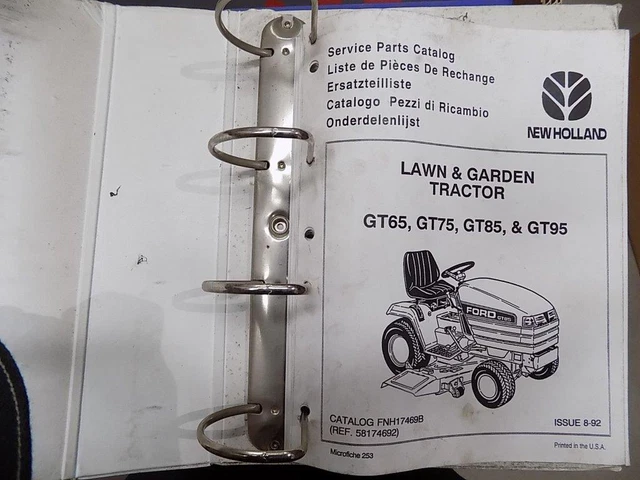 Service Parts Catalog
Liste de Pièces De Rechange
Ersatzteilliste
Catalogo Pezzi di Ricambio
Onderdelenlijst
NEW HOLLAND
LAWN & GARDEN
TRACTOR
GT65, GT75, GT85, & GT95
FORD GT95
CATALOG FNH17469B
(REF. 58174692)
ISSUE 8-92
Microfiche 253
Printed in the U.S.A.